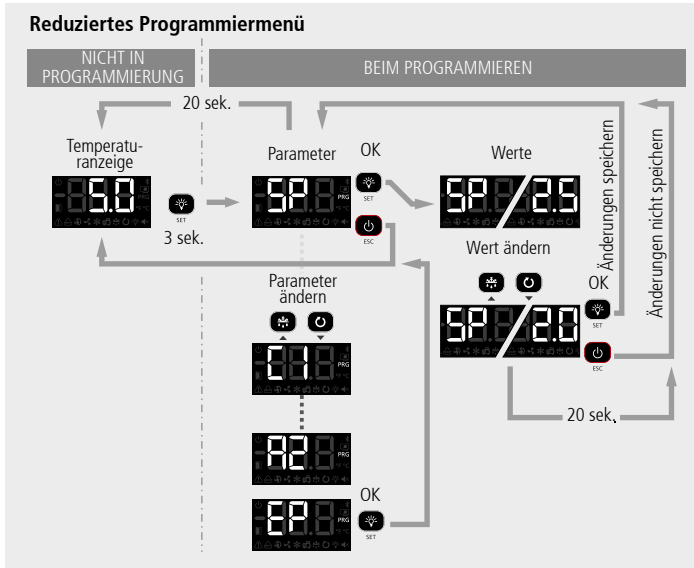 Reduziertes Programmiermenü
NICHT IN
PROGRAMMIERUNG
BEIM PROGRAMMIEREN
20 sek.
Temperatu-
ranzeige
Parameter
OK
Werte
5.0
SET
3 sek.
SP
PRG
SET
ESC
SP / 2.5
Änderungen speichern
Änderungen nicht speichern
Wert ändern
OK
SP / 2.0
SET
ESC
20 sek.
Parameter
ändern
C1
PRG
A2
PRG
EP
PRG
OK
SET